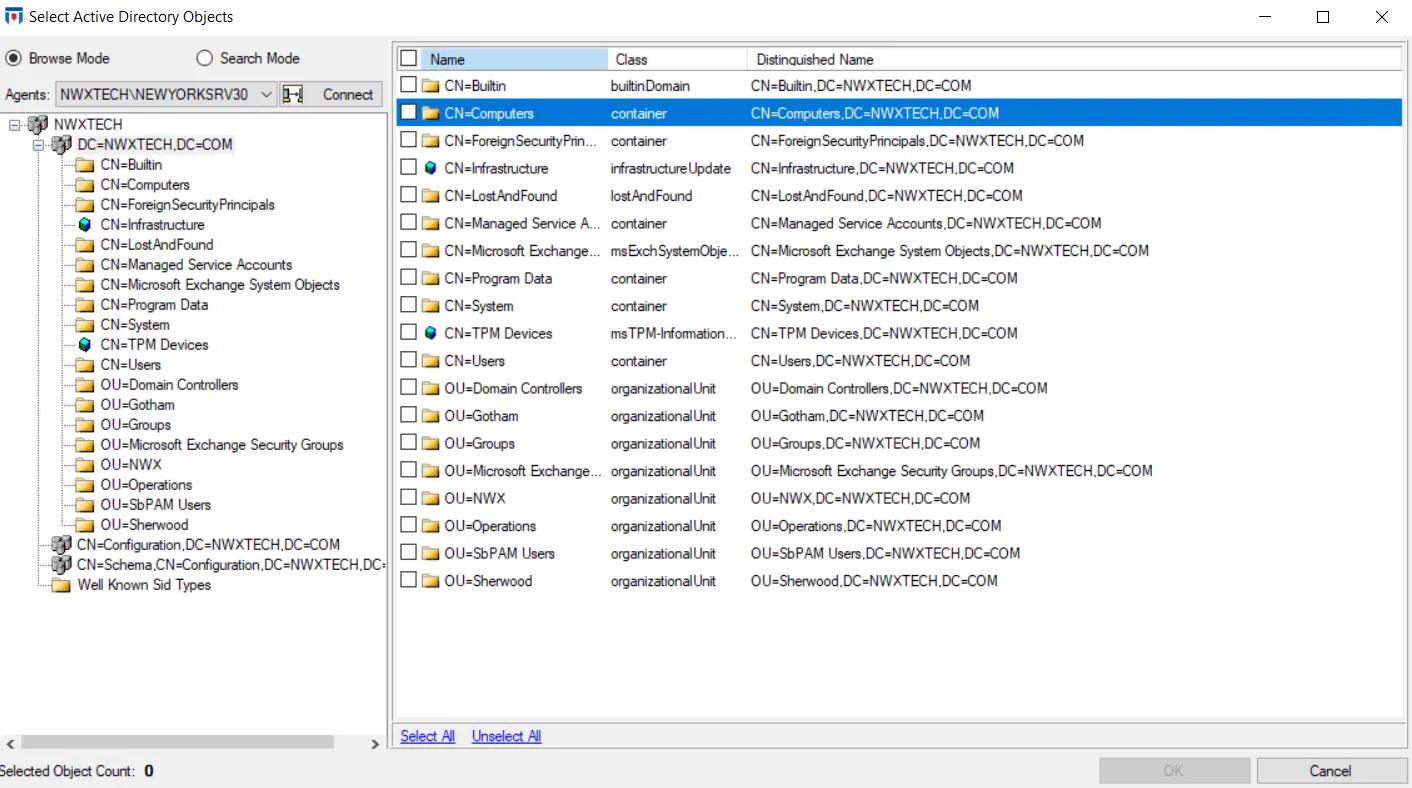 Select Active Directory Objects
Browse Mode Search Mode
Agents: NWXTECH\NEWYORKSRV30 Connect
NWXTECH
DC=NWXTECH,DC=COM
CN=Builtin
CN=Computers
CN=ForeignSecurityPrincipals
CN=Infrastructure
CN=LostAndFound
CN=Managed Service Accounts
CN=Microsoft Exchange System Objects
CN=Program Data
CN=System
CN=TPM Devices
CN=Users
OU=Domain Controllers
OU=Gotham
OU=Groups
OU=Microsoft Exchange Security Groups
OU=NWX
OU=Operations
OU=SbPAM Users
OU=Sherwood
CN=Configuration,DC=NWXTECH,DC=COM
CN=Schema,CN=Configuration,DC=NWXTECH,DC=
Well Known Sid Types
Name Class Distinguished Name
CN=Builtin builtinDomain CN=Builtin,DC=NWXTECH,DC=COM
CN=Computers container CN=Computers,DC=NWXTECH,DC=COM
CN=ForeignSecurityPrin... container CN=ForeignSecurityPrincipals,DC=NWXTECH,DC=COM
CN=Infrastructure infrastructureUpdate CN=Infrastructure,DC=NWXTECH,DC=COM
CN=LostAndFound lostAndFound CN=LostAndFound,DC=NWXTECH,DC=COM
CN=Managed Service A... container CN=Managed Service Accounts,DC=NWXTECH,DC=COM
CN=Microsoft Exchange... msExchSystemObje... CN=Microsoft Exchange System Objects,DC=NWXTECH,DC=COM
CN=Program Data container CN=Program Data,DC=NWXTECH,DC=COM
CN=System container CN=System,DC=NWXTECH,DC=COM
CN=TPM Devices msTPM-Information... CN=TPM Devices,DC=NWXTECH,DC=COM
CN=Users container CN=Users,DC=NWXTECH,DC=COM
OU=Domain Controllers organizationalUnit OU=Domain Controllers,DC=NWXTECH,DC=COM
OU=Gotham organizationalUnit OU=Gotham,DC=NWXTECH,DC=COM
OU=Groups organizationalUnit OU=Groups,DC=NWXTECH,DC=COM
OU=Microsoft Exchange... organizationalUnit OU=Microsoft Exchange Security Groups,DC=NWXTECH,DC=COM
OU=NWX organizationalUnit OU=NWX,DC=NWXTECH,DC=COM
OU=Operations organizationalUnit OU=Operations,DC=NWXTECH,DC=COM
OU=SbPAM Users organizationalUnit OU=SbPAM Users,DC=NWXTECH,DC=COM
OU=Sherwood organizationalUnit OU=Sherwood,DC=NWXTECH,DC=COM
Select All Unselect All
Selected Object Count: 0
OK Cancel